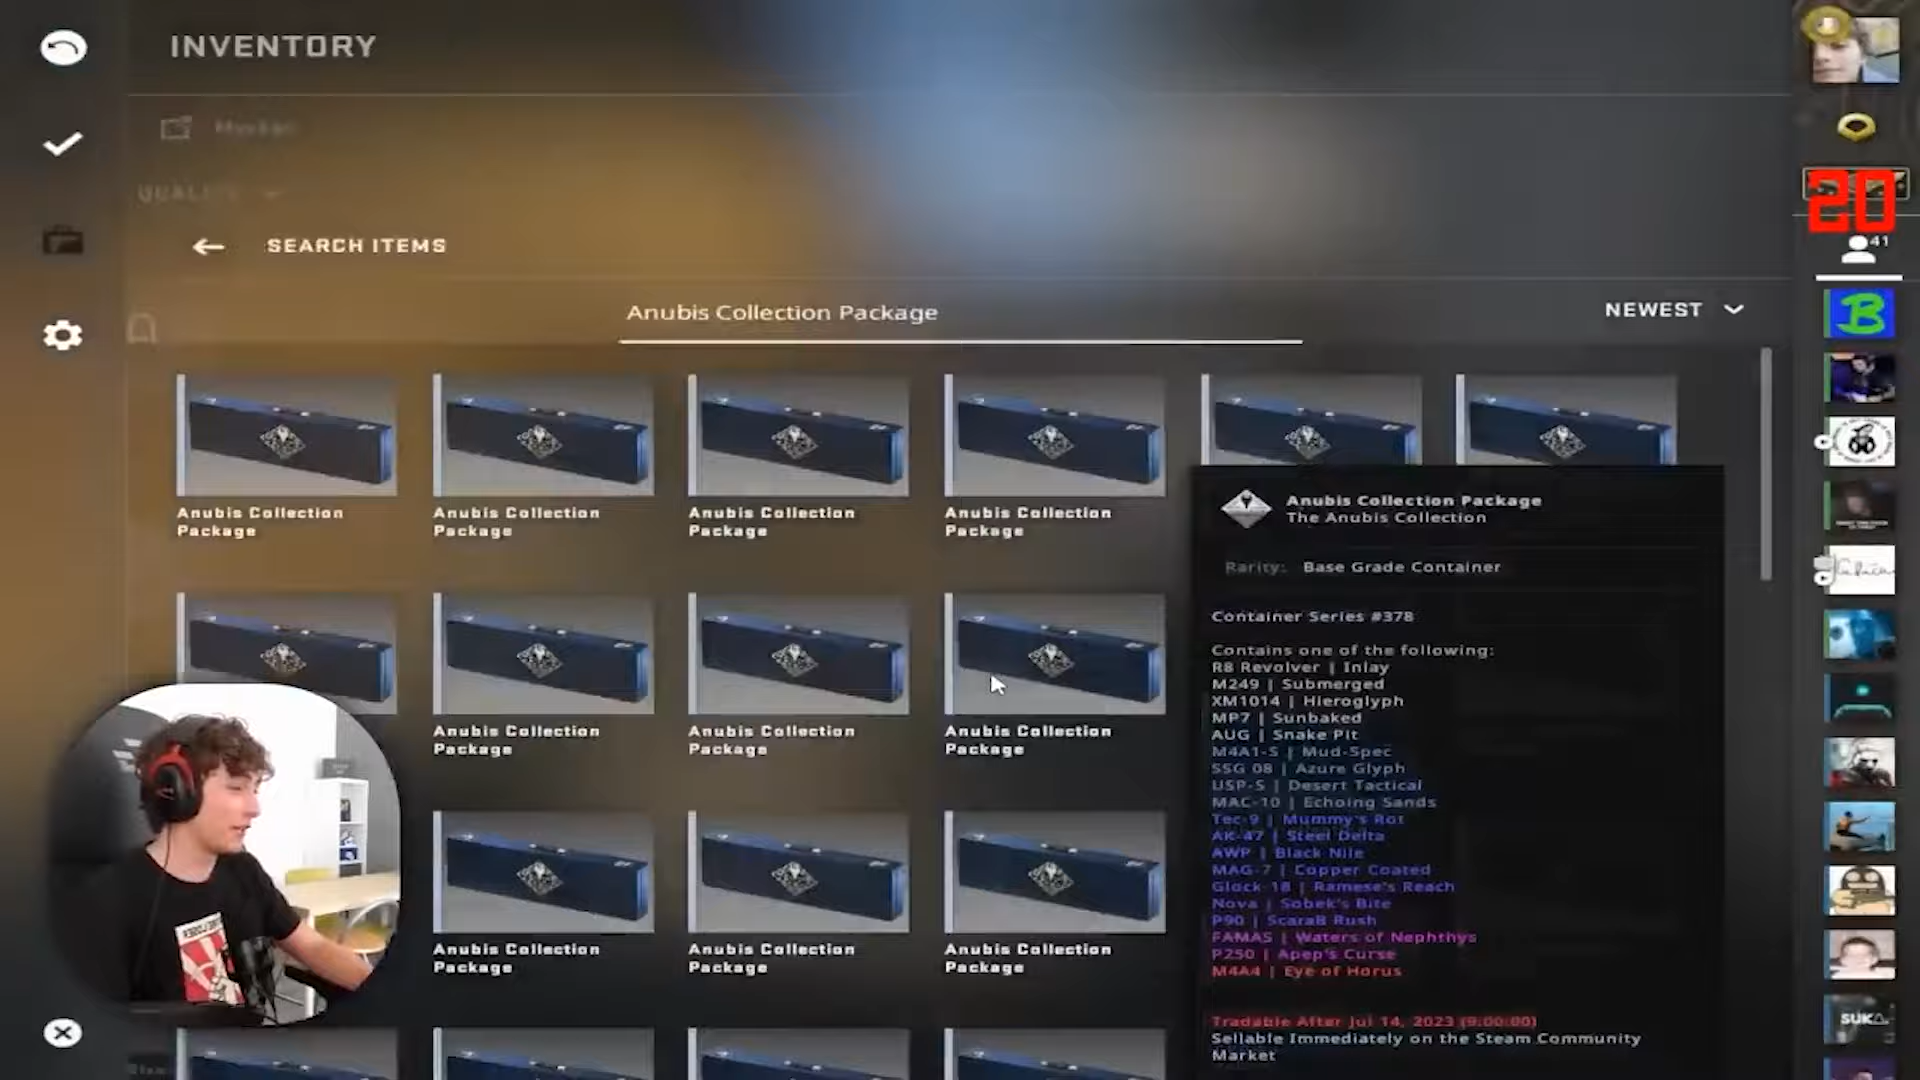 INVENTORY
Market
QUALITY
20
41
SEARCH ITEMS
Anubis Collection Package
NEWEST
Anubis Collection
Package
Anubis Collection
Package
Anubis Collection
Package
Anubis Collection
Package
Anubis Collection
Package
Anubis Collection
Package
Anubis Collection
Package
Anubis Collection
Package
Anubis Collection
Package
Anubis Collection
Package
Anubis Collection Package
The Anubis Collection
Rarity: Base Grade Container
Container Series #378
Contains one of the following:
R8 Revolver | Inlay
M249 | Submerged
XM1014 | Hieroglyph
MP7 | Sunbaked
AUG | Snake Pit
M4A1-S | Mud-Spec
SSG 08 | Azure Glyph
USP-S | Desert Tactical
MAC-10 | Echoing Sands
Tec-9 | Mummy's Rot
AK-47 | Steel Delta
AWP | Black Nile
MAG-7 | Copper Coated
Glock-18 | Ramese's Reach
Nova | Sobek's Bite
P90 | ScaraB Rush
FAMAS | Waters of Nephthys
P250 | Apep's Curse
M4A4 | Eye of Horus
Tradable After Jul 14, 2023 (9:00:00)
Sellable Immediately on the Steam Community
Market
B